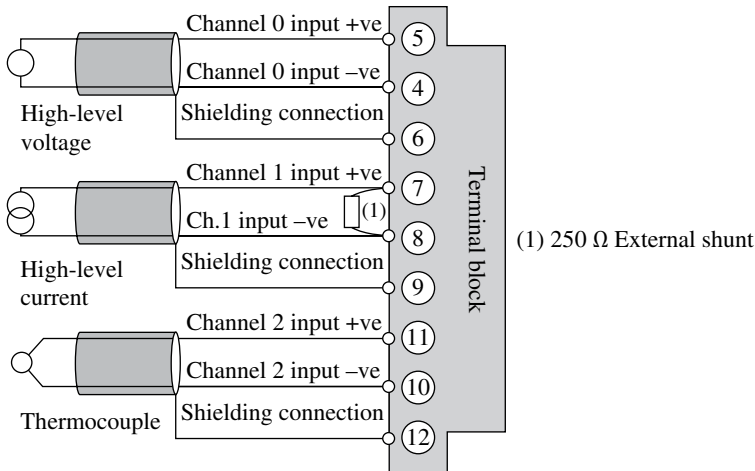 Channel 0 input +ve
5
Channel 0 input –ve
4
High-level
voltage
Shielding connection
6
Channel 1 input +ve
7
(1)
Ch.1 input –ve
8
High-level
current
Shielding connection
9
Terminal block
(1) 250 Ω External shunt
Channel 2 input +ve
11
Channel 2 input –ve
10
Thermocouple
Shielding connection
12